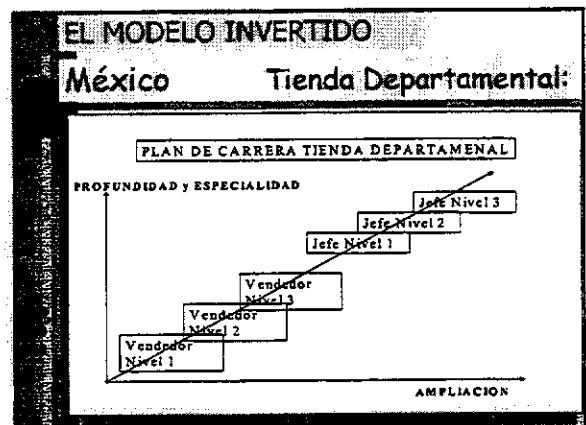 EL MODELO INVERTIDO
México Tienda Departamental:
PLAN DE CARRERA TIENDA DEPARTAMENAL
PROFUNDIDAD y ESPECIALIDAD
Jefe Nivel 3
Jefe Nivel 2
Jefe Nivel 1
Vendedor
Nivel 3
Vendedor
Nivel 2
Vendedor
Nivel 1
AMPLIACION